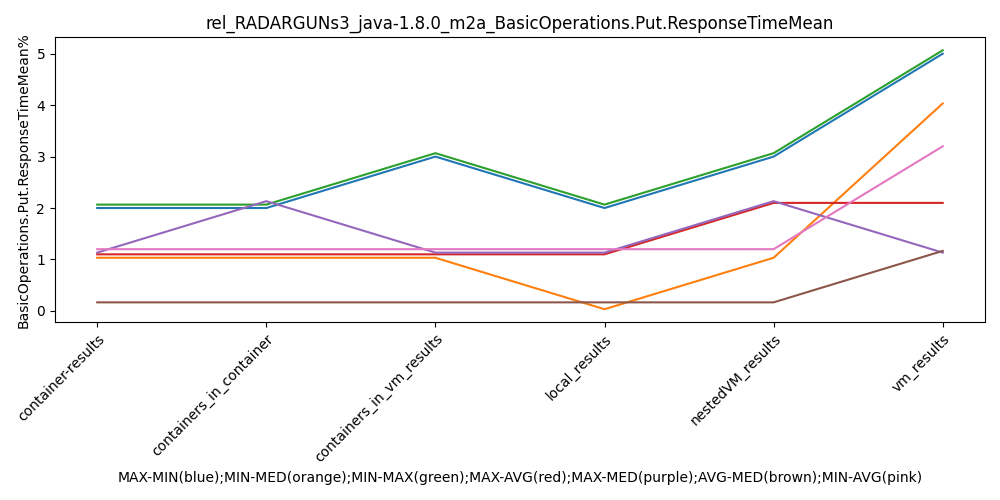 rel_RADARGUNs3_java-1.8.0_m2a_BasicOperations.Put.ResponseTimeMean
BasicOperations.Put.ResponseTimeMean%
5
4
3
2
1
0
container-results
containers_in_container
containers_in_vm_results
local_results
nestedVM_results
vm_results
MAX-MIN(blue);MIN-MED(orange);MIN-MAX(green);MAX-AVG(red);MAX-MED(purple);AVG-MED(brown);MIN-AVG(pink)